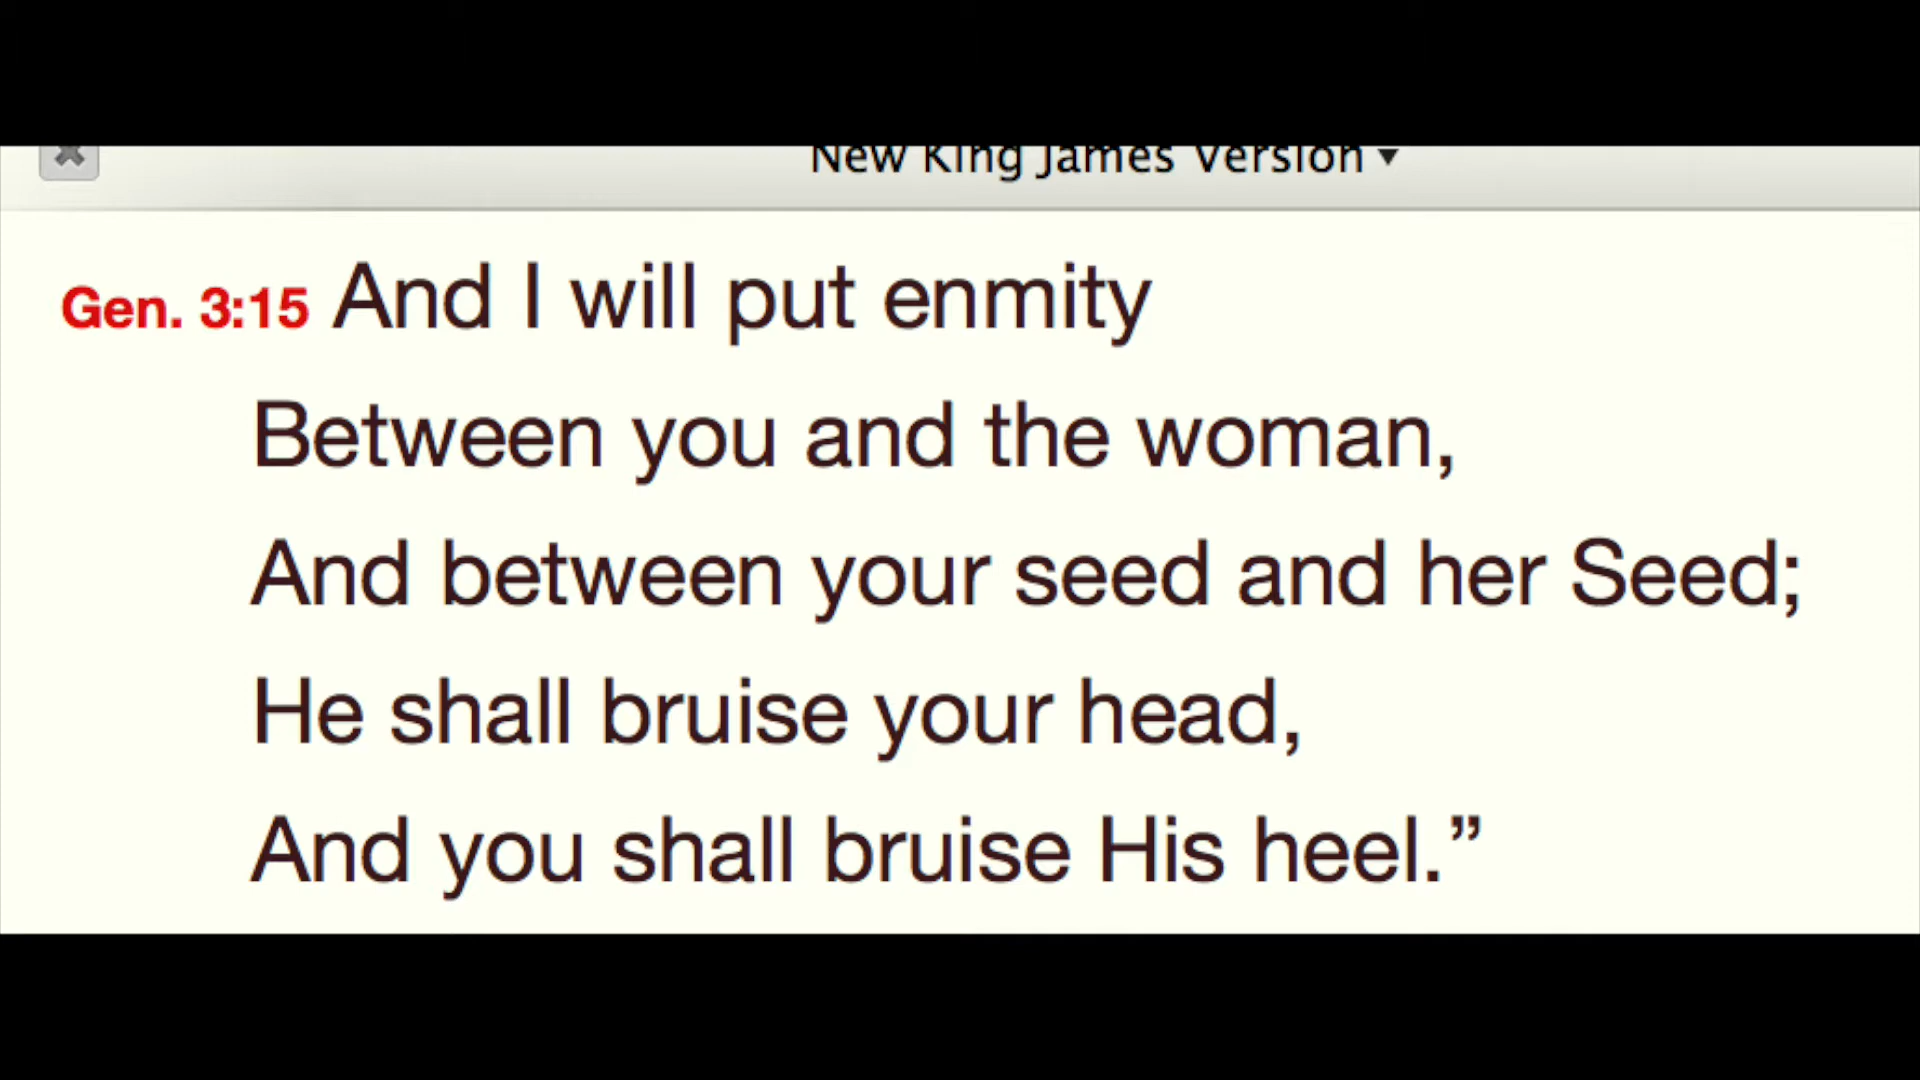 New King James Version
Gen. 3:15 And I will put enmity
Between you and the woman,
And between your seed and her Seed;
He shall bruise your head,
And you shall bruise His heel.”